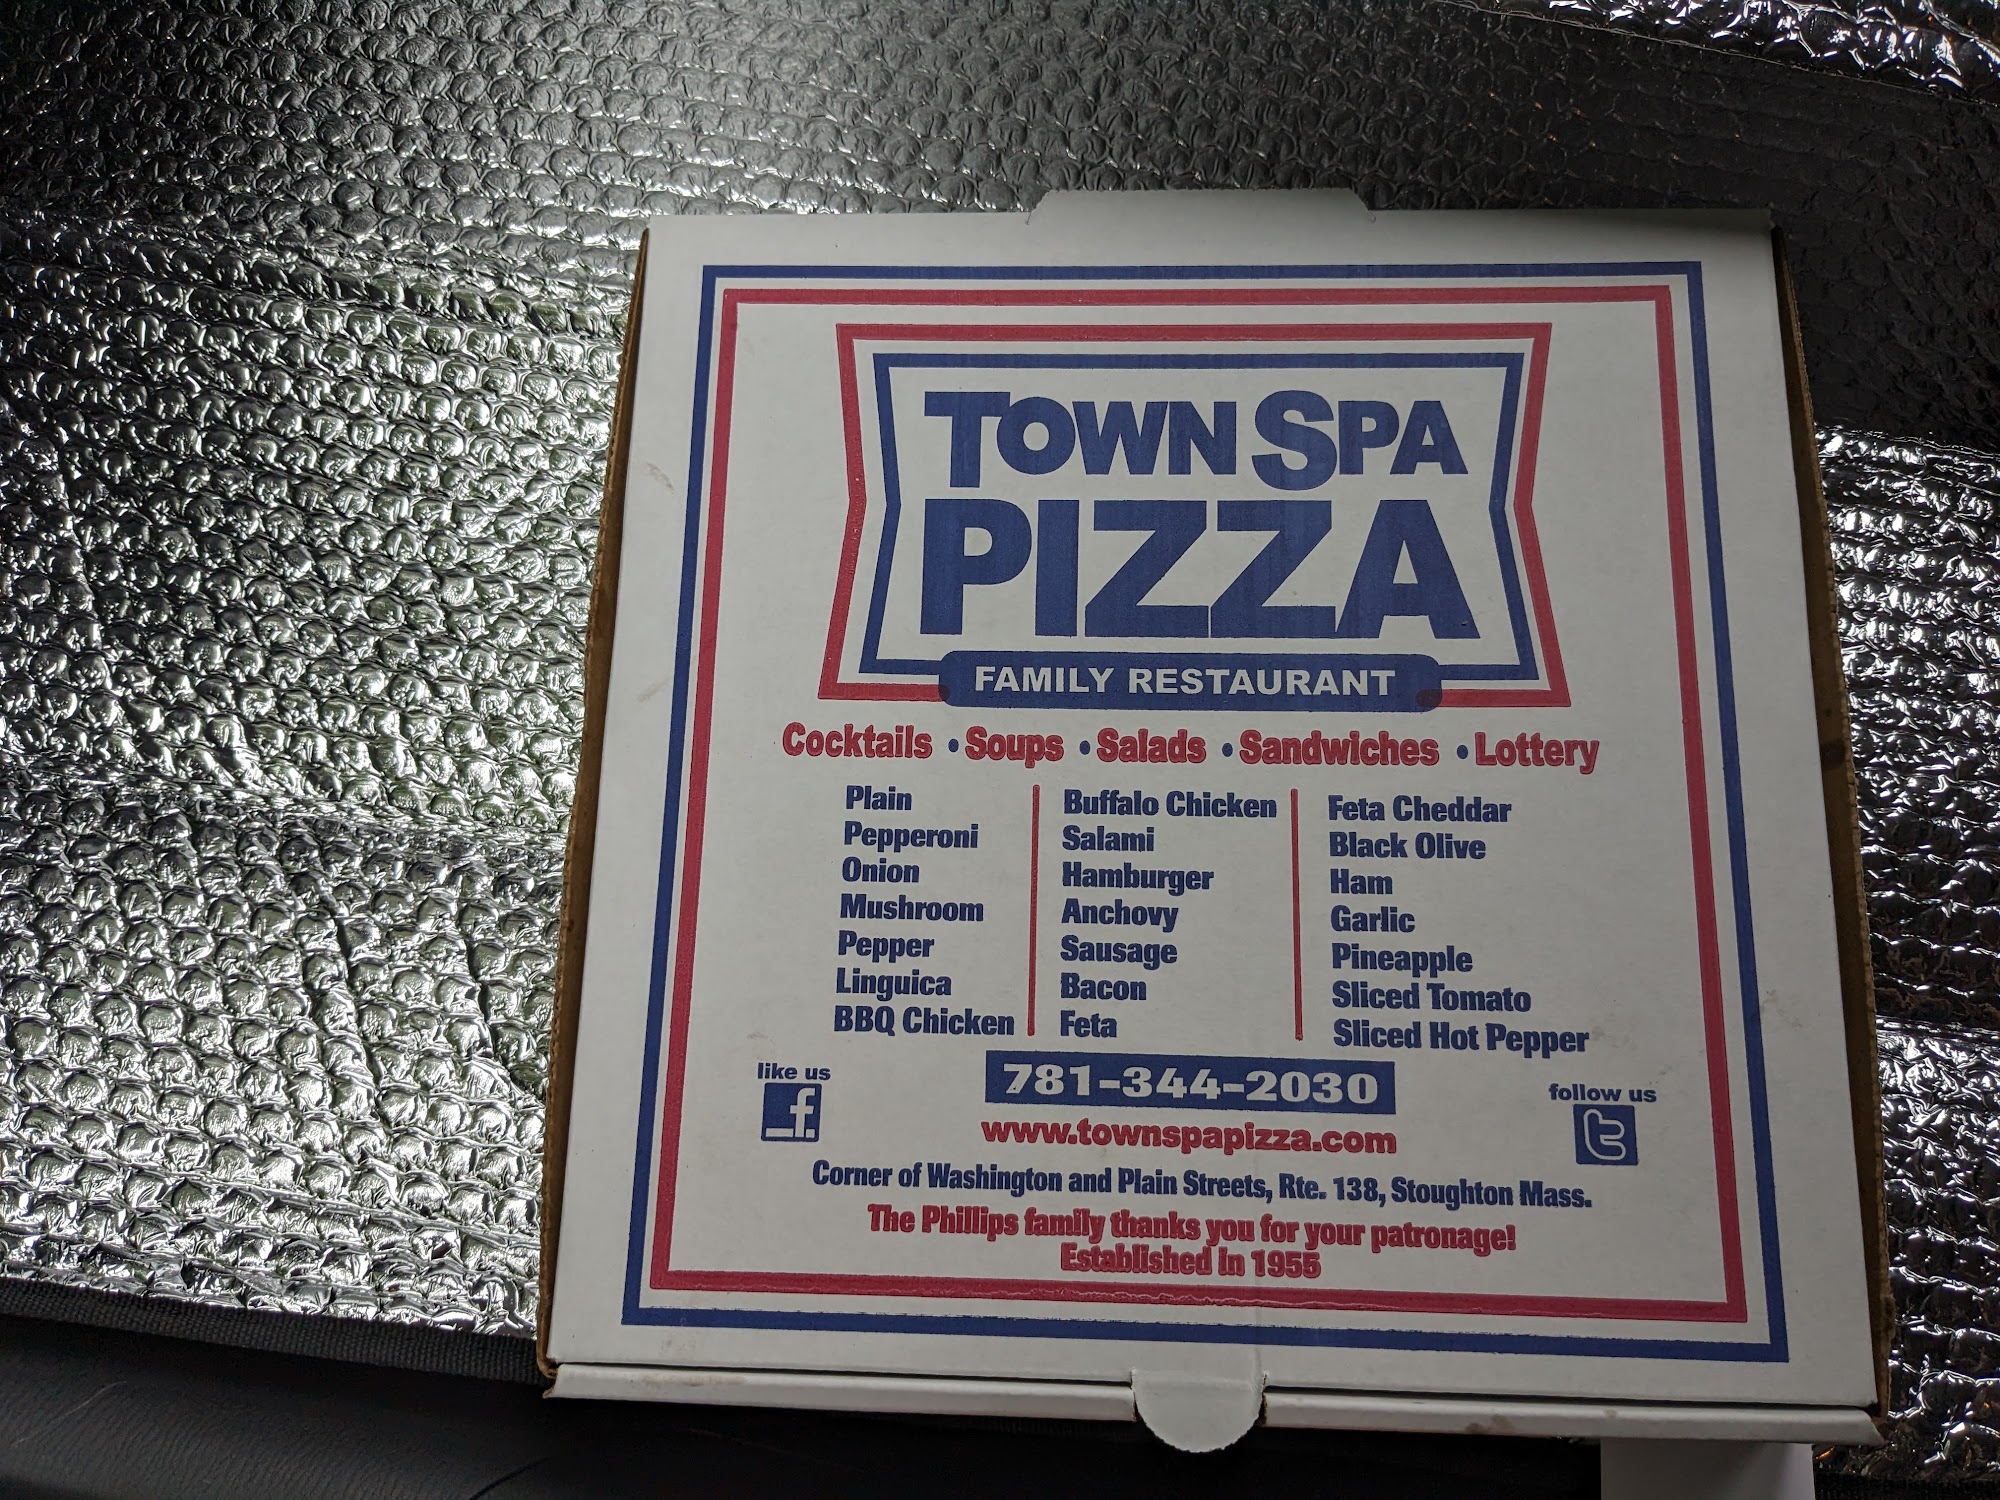 TOWN SPA
PIZZA
FAMILY RESTAURANT
Cocktails • Soups • Salads • Sandwiches • Lottery
Plain
Pepperoni
Onion
Mushroom
Pepper
Linguica
BBQ Chicken
Buffalo Chicken
Salami
Hamburger
Anchovy
Sausage
Bacon
Feta
Feta Cheddar
Black Olive
Ham
Garlic
Pineapple
Sliced Tomato
Sliced Hot Pepper
like us
f
781-344-2030
www.townspapizza.com
follow us
t
Corner of Washington and Plain Streets, Rte. 138, Stoughton Mass.
The Phillips family thanks you for your patronage!
Established in 1955